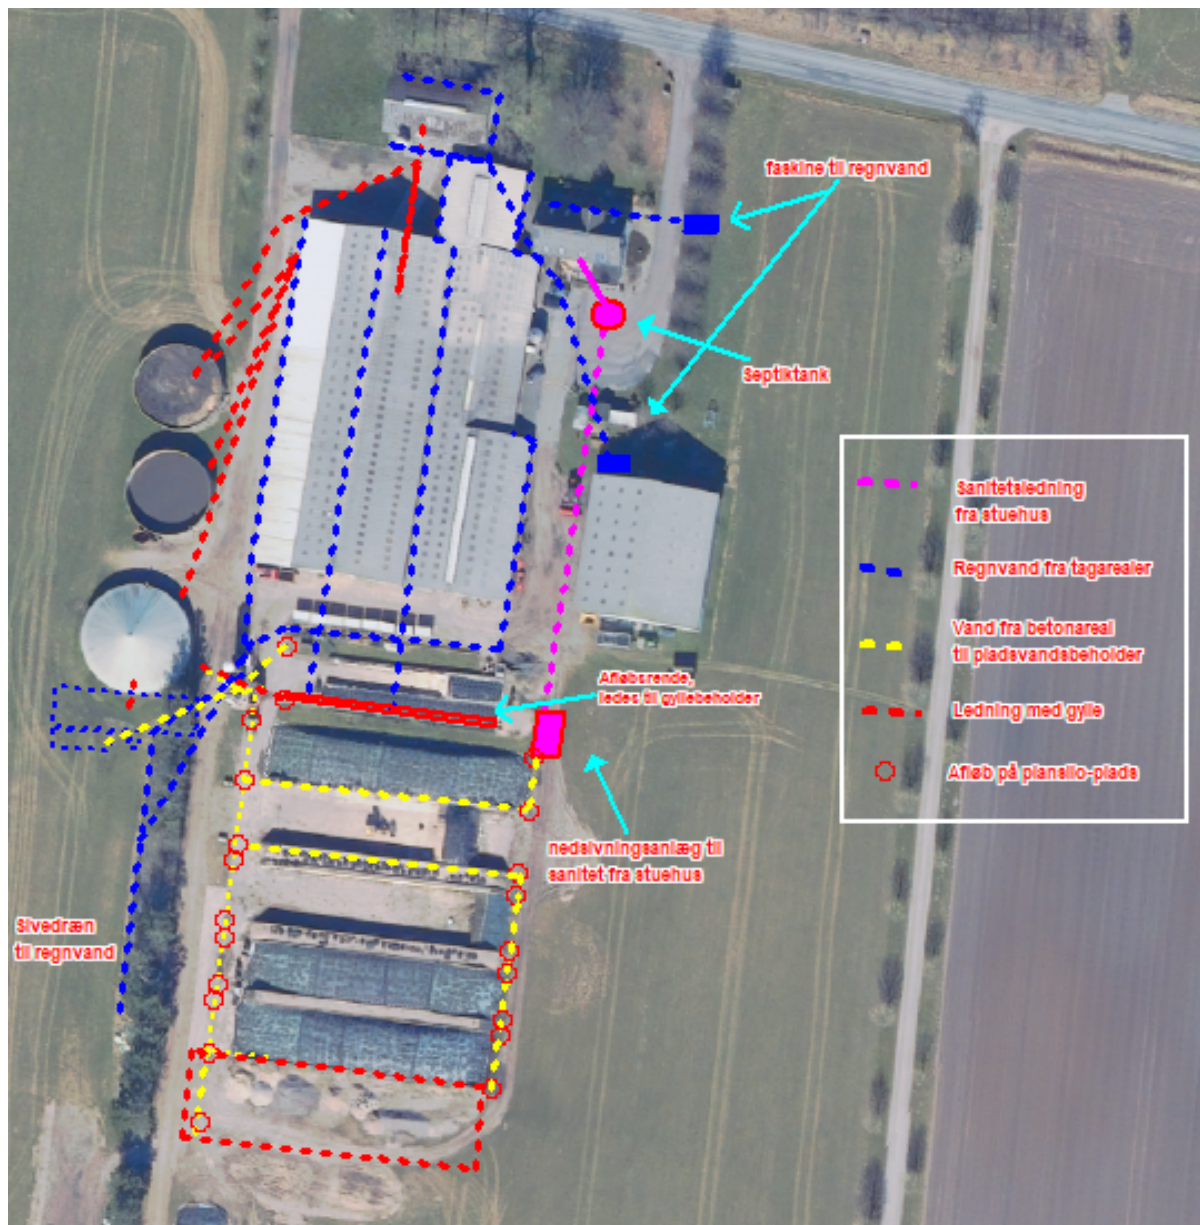 faskine til regnvand
Septiktank
Sanitetsledning
fra stuehus
Regnvand fra tagarealer
Vand fra betonareal
til pladsvandsbeholder
Afløbsrende,
ledes til gyllebeholder
Ledning med gylle
Afløb på plansilo-plads
nedsivningsanlæg til
sanitet fra stuehus
Sivedræn
til regnvand